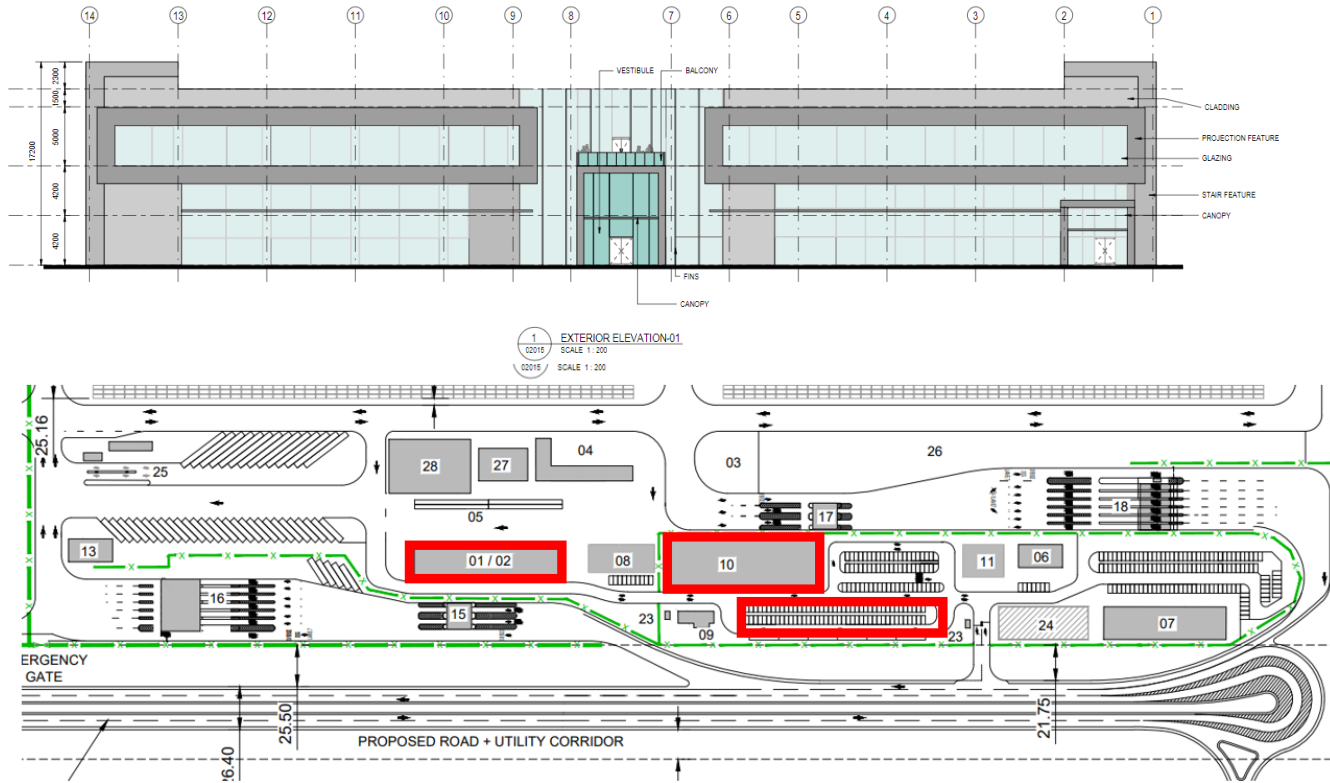 14 13 12 11 10 9 8 7 6 5 4 3 2 1
VESTIBULE
BALCONY
CLADDING
PROJECTION FEATURE
GLAZING
STAIR FEATURE
CANOPY
FINS
CANOPY
2300
1500
5000
4200
4200
17200
1
02015
EXTERIOR ELEVATION-01
SCALE 1 : 200
02015
SCALE 1 : 200
25.16
25
28
27
04
03
26
05
17
18
13
01 / 02
08
10
11
06
16
15
23
09
23
24
07
ERGENCY
GATE
25.50
26.40
21.75
PROPOSED ROAD + UTILITY CORRIDOR